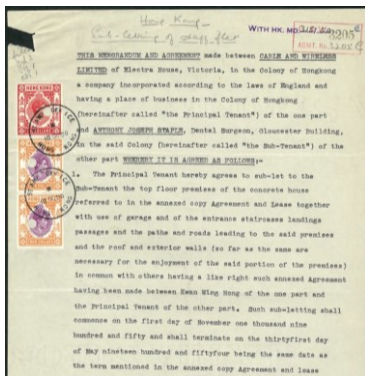 Hong Kong
Sub-letting of staff flat
WITH HK. MD.
3205
THIS MEMORANDUM AND AGREEMENT made between CABLE AND WIRELESS
LIMITED of Electra House, Victoria, in the Colony of Hongkong
a company incorporated according to the laws of England and
having a place of business in the Colony of Hongkong
(hereinafter called "the Principal Tenant") of the one part
and ANTHONY JOSEPH STAPLE, Dental Surgeon, Gloucester Building,
in the said Colony (hereinafter called "the Sub-Tenant") of the
other part WHEREBY IT IS AGREED AS FOLLOWS:-
1. The Principal Tenant hereby agrees to sub-let to the
Sub-Tenant the top floor premises of the concrete house
referred to in the annexed copy Agreement and Lease together
with use of garage and of the entrance staircases landings
passages and the paths and roads leading to the said premises
and the roof and exterior walls (so far as the same are
necessary for the enjoyment of the said portion of the premises)
in common with others having a like right such annexed Agreement
having been made between Kwan Wing Hong of the one part and
the Principal Tenant of the other part. Such sub-letting shall
commence on the first day of November one thousand nine
hundred and fifty and shall terminate on the thirtyfirst day
of May nineteen hundred and fiftyfour being the same date as
the term mentioned in the annexed copy Agreement and lease